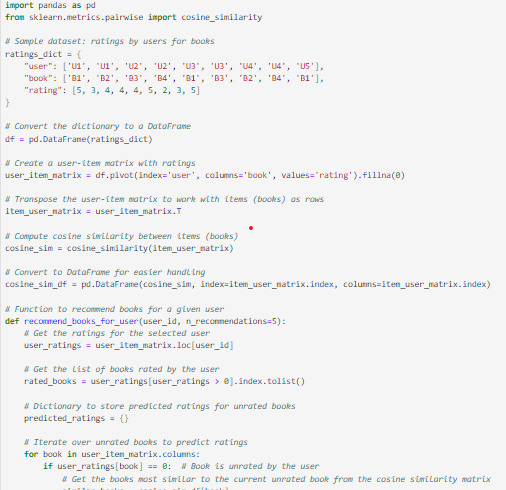 import pandas as pd
from sklearn.metrics.pairwise import cosine_similarity

# Sample dataset: ratings by users for books
ratings_dict = {
    "user": ['U1', 'U1', 'U2', 'U2', 'U3', 'U3', 'U4', 'U4', 'U5'],
    "book": ['B1', 'B2', 'B3', 'B4', 'B1', 'B3', 'B2', 'B4', 'B1'],
    "rating": [5, 3, 4, 4, 4, 5, 2, 3, 5]
}

# Convert the dictionary to a DataFrame
df = pd.DataFrame(ratings_dict)

# Create a user-item matrix with ratings
user_item_matrix = df.pivot(index='user', columns='book', values='rating').fillna(0)

# Transpose the user-item matrix to work with items (books) as rows
item_user_matrix = user_item_matrix.T

# Compute cosine similarity between items (books)
cosine_sim = cosine_similarity(item_user_matrix)

# Convert to DataFrame for easier handling
cosine_sim_df = pd.DataFrame(cosine_sim, index=item_user_matrix.index, columns=item_user_matrix.index)

# Function to recommend books for a given user
def recommend_books_for_user(user_id, n_recommendations=5):
    # Get the ratings for the selected user
    user_ratings = user_item_matrix.loc[user_id]

    # Get the list of books rated by the user
    rated_books = user_ratings[user_ratings > 0].index.tolist()

    # Dictionary to store predicted ratings for unrated books
    predicted_ratings = {}

    # Iterate over unrated books to predict ratings
    for book in user_item_matrix.columns:
        if user_ratings[book] == 0:  # Book is unrated by the user
            # Get the books most similar to the current unrated book from the cosine similarity matrix